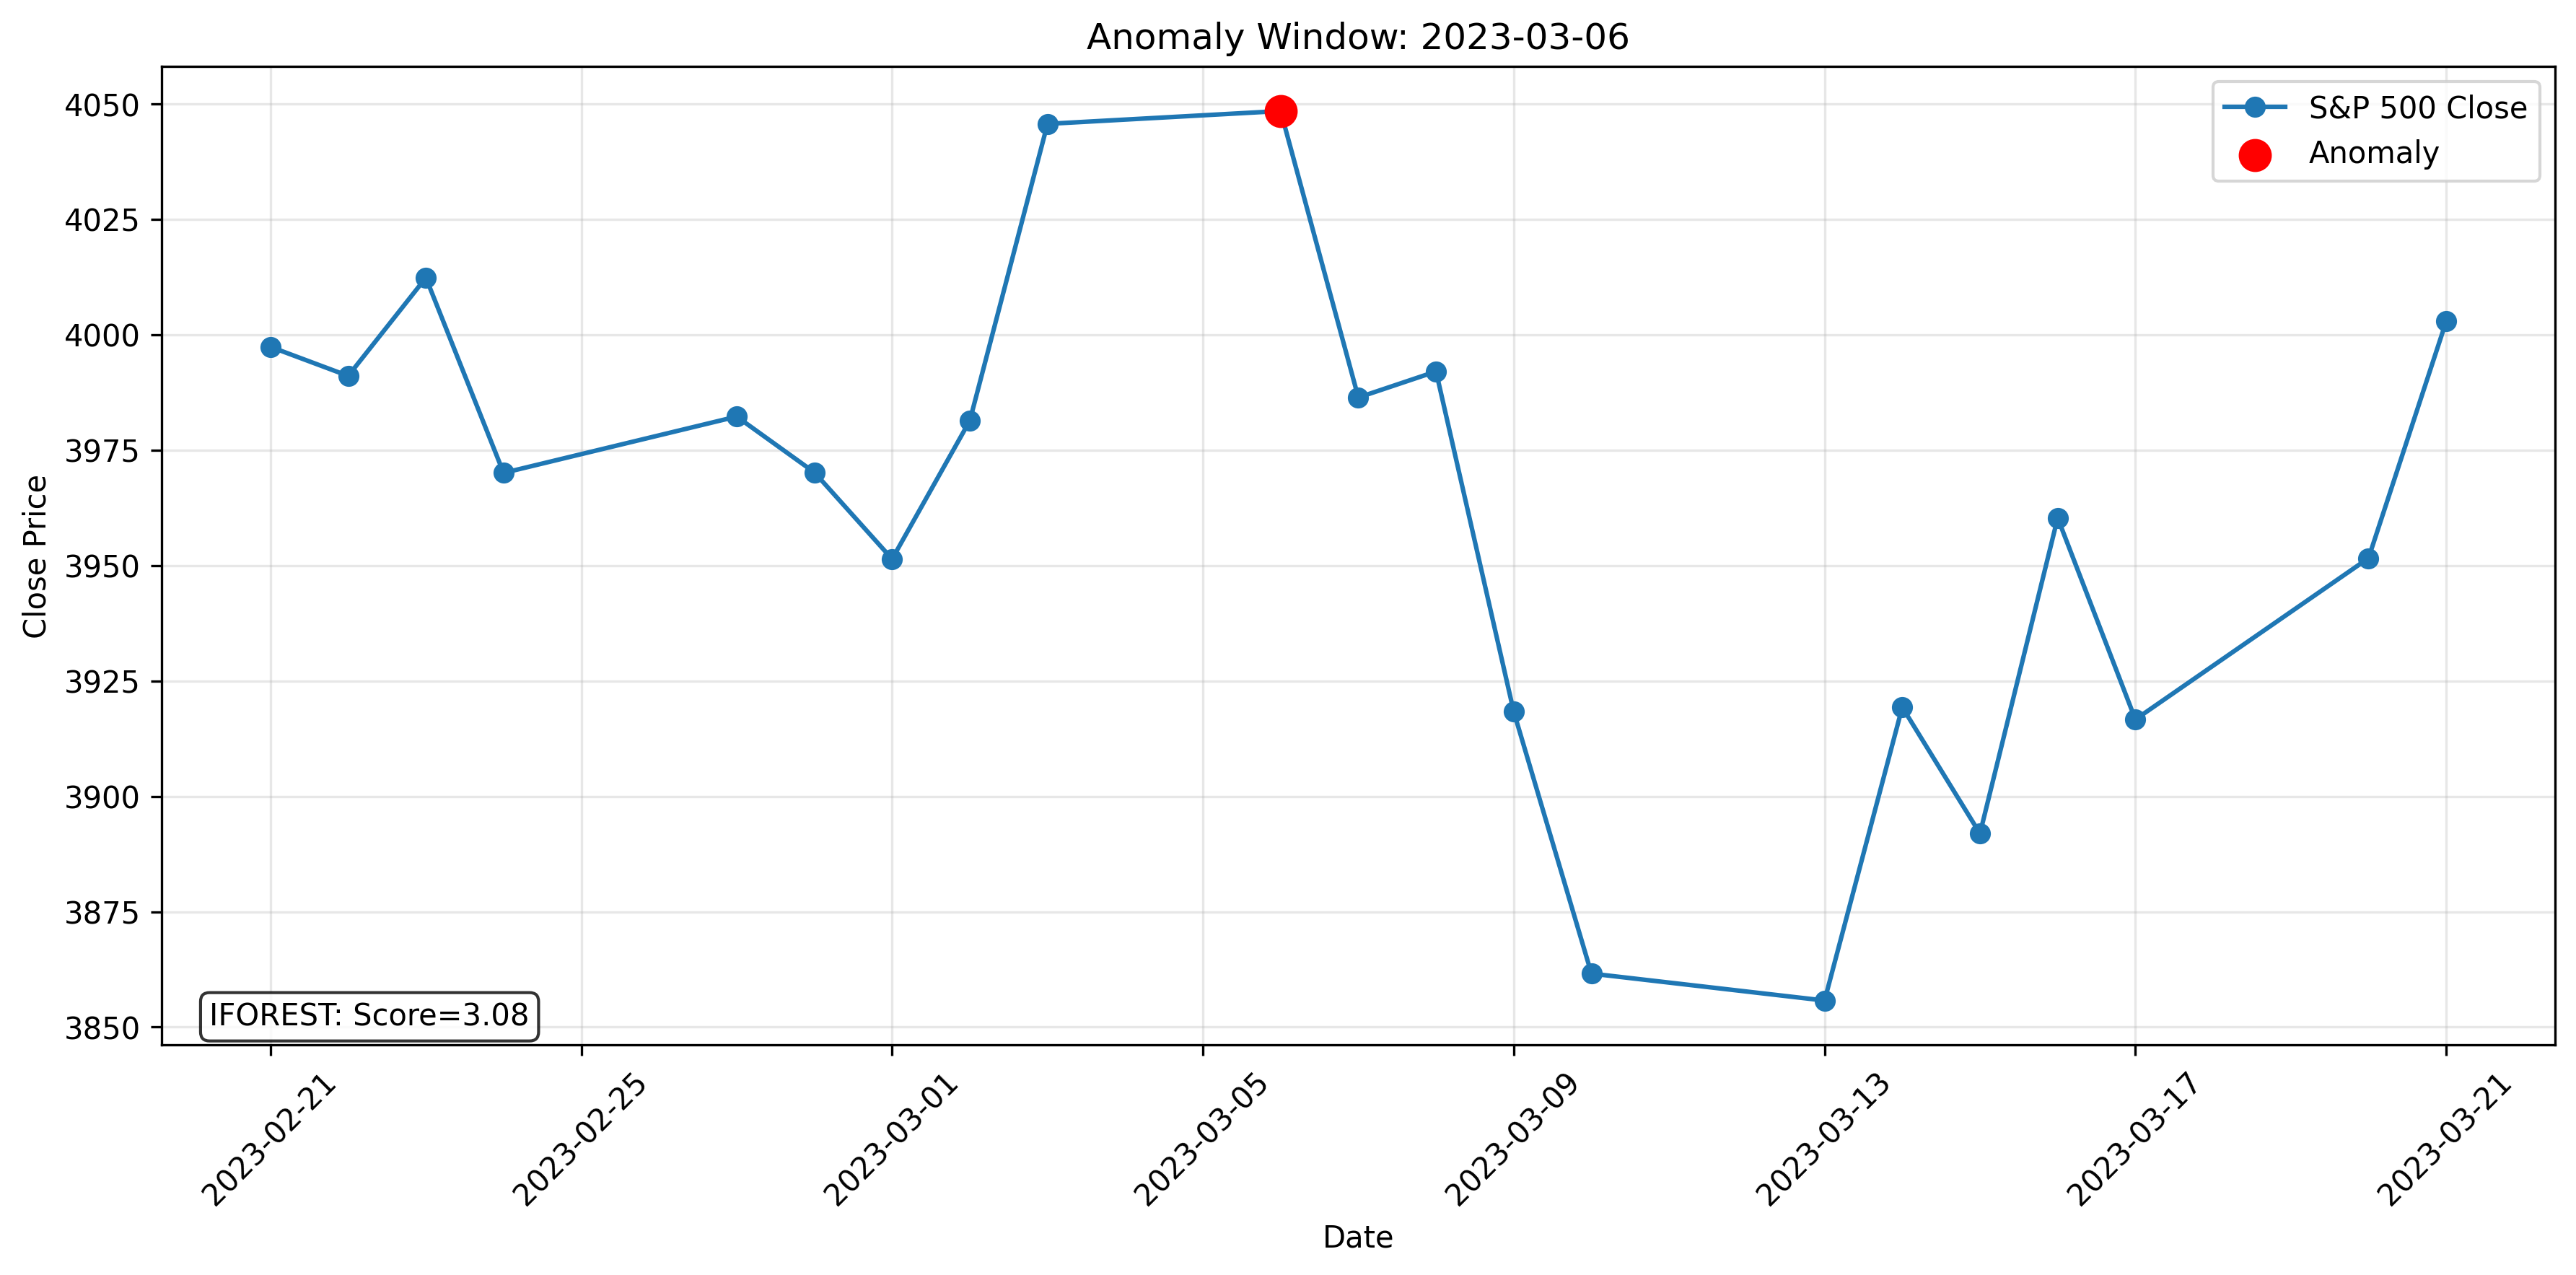 Anomaly Window: 2023-03-06
S&P 500 Close
Anomaly
Close Price
4050
4025
4000
3975
3950
3925
3900
3875
3850
IFOREST: Score=3.08
2023-02-21
2023-02-25
2023-03-01
2023-03-05
2023-03-09
2023-03-13
2023-03-17
2023-03-21
Date